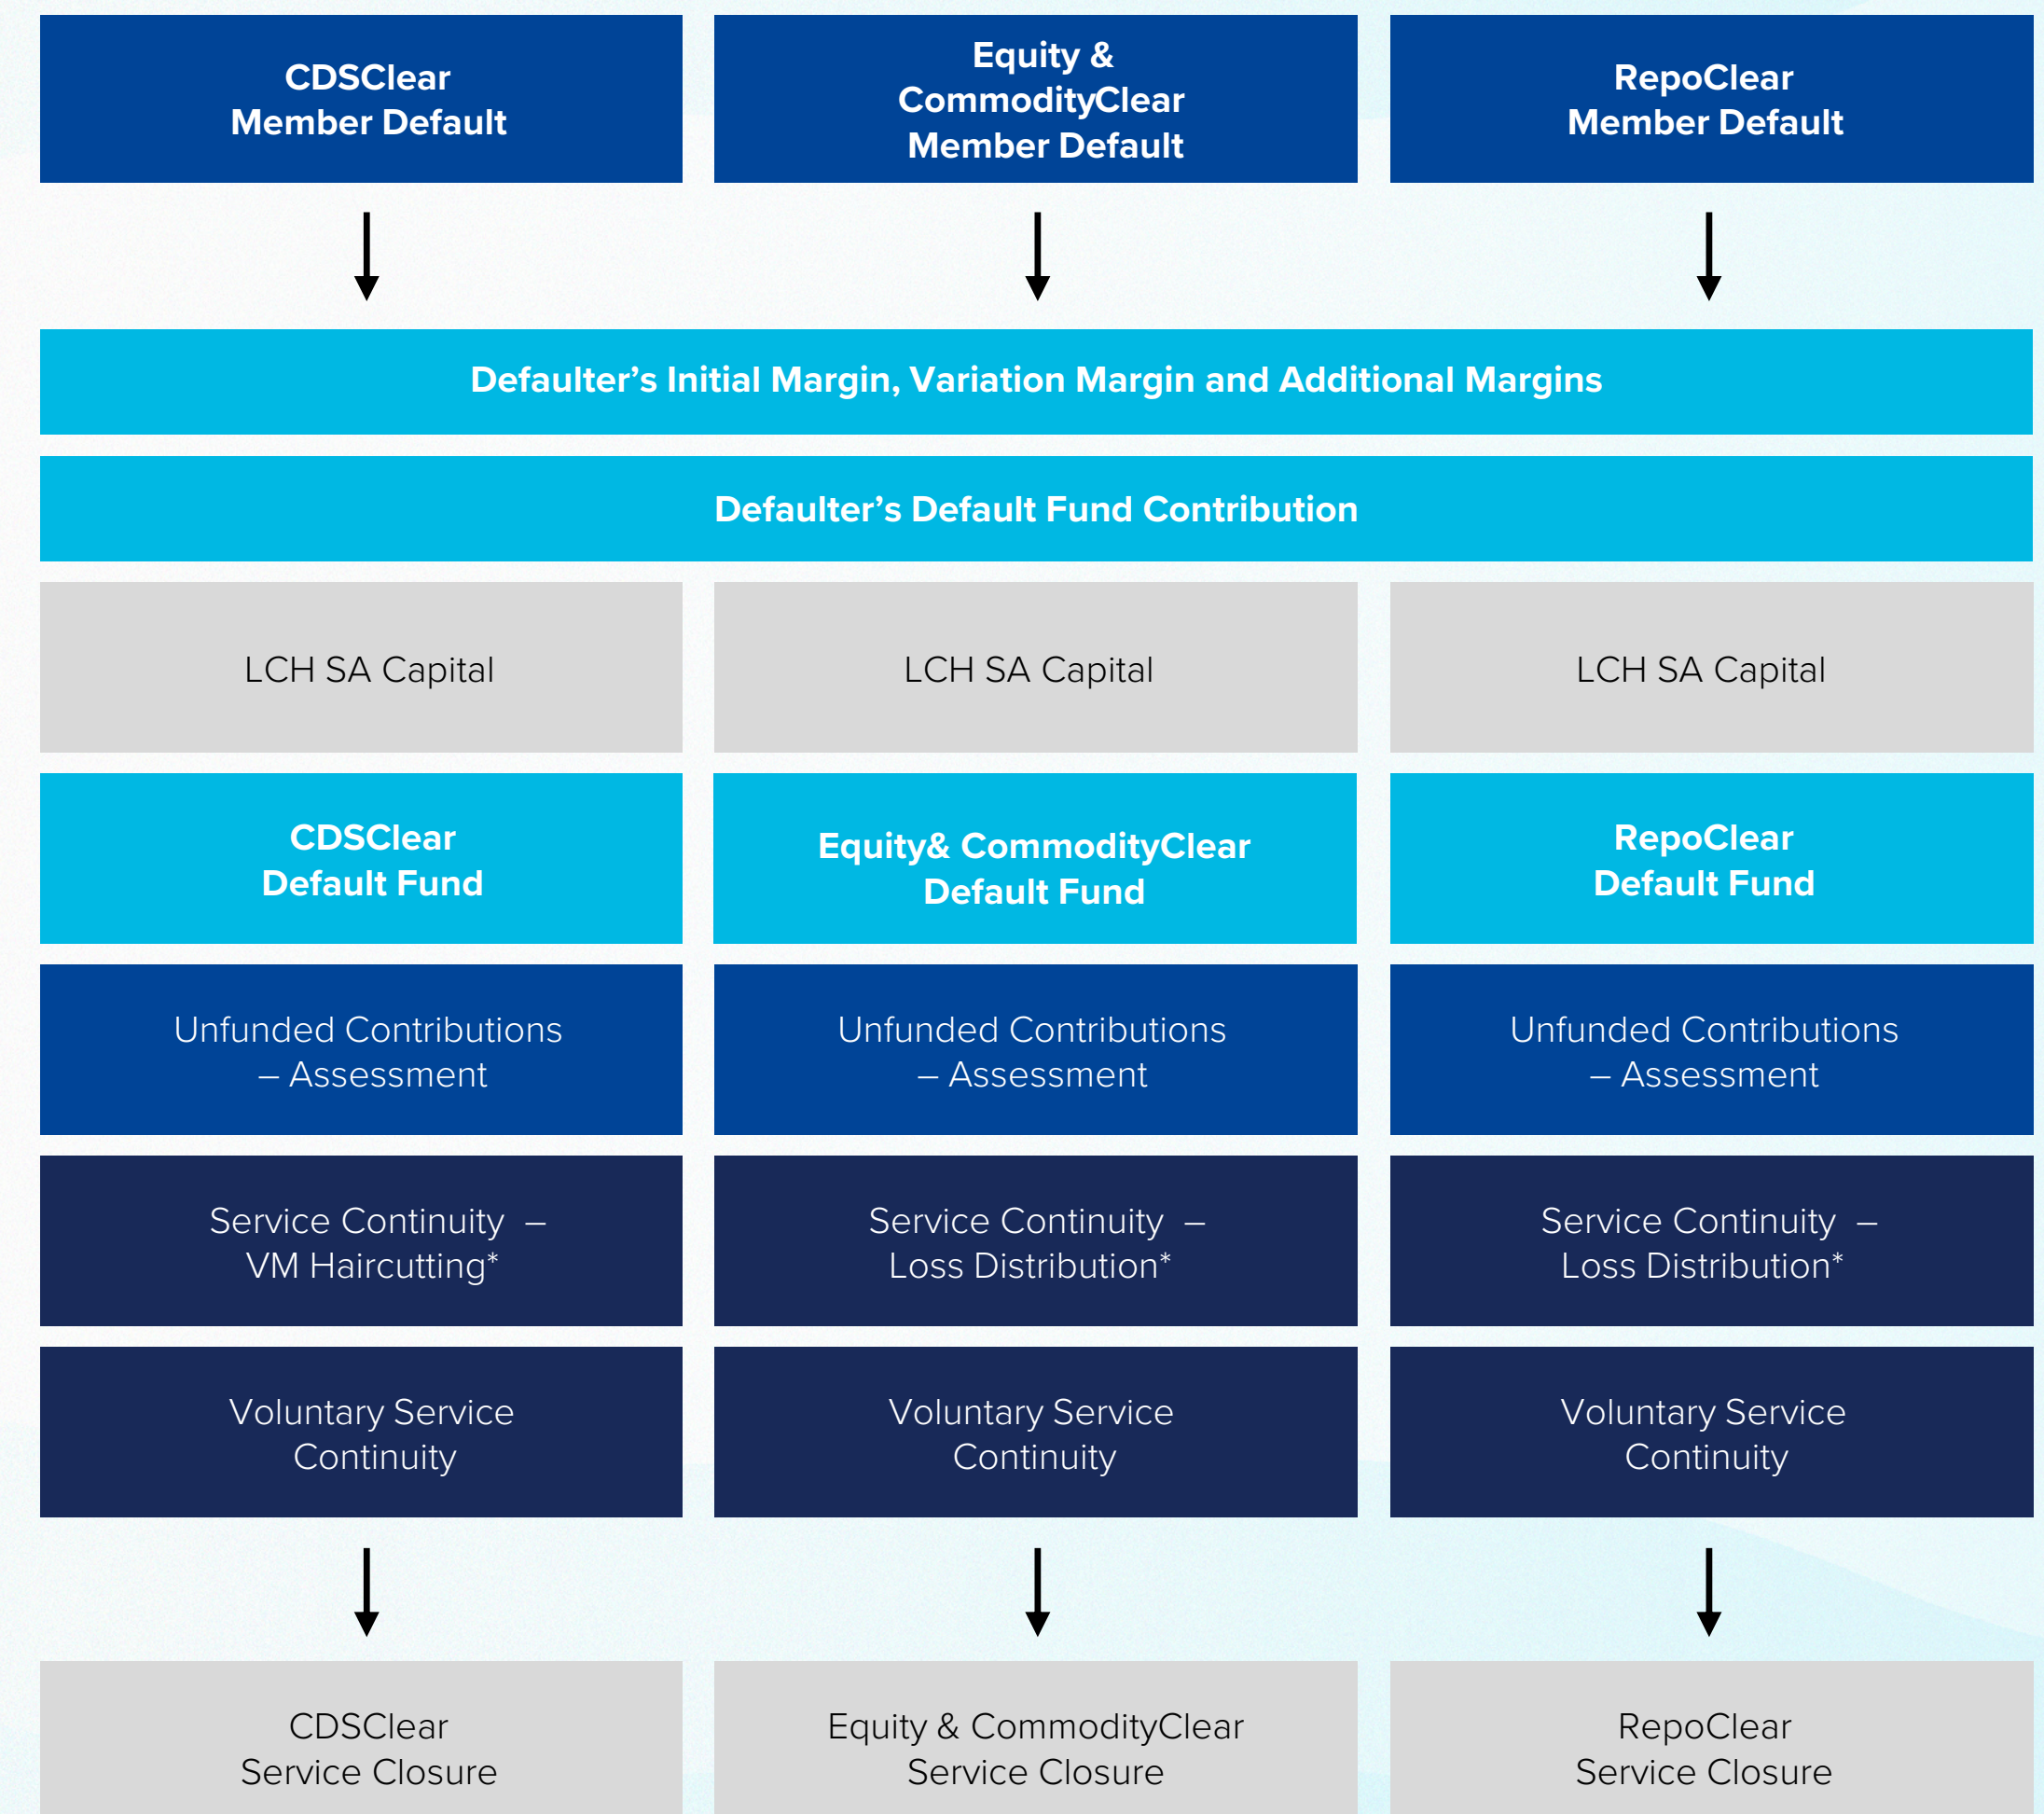 CDSClear
Member Default
Equity &
CommodityClear
Member Default
RepoClear
Member Default
Defaulter’s Initial Margin, Variation Margin and Additional Margins
Defaulter’s Default Fund Contribution
LCH SA Capital
LCH SA Capital
LCH SA Capital
CDSClear
Default Fund
Equity& CommodityClear
Default Fund
RepoClear
Default Fund
Unfunded Contributions
– Assessment
Unfunded Contributions
– Assessment
Unfunded Contributions
– Assessment
Service Continuity –
VM Haircutting*
Service Continuity –
Loss Distribution*
Service Continuity –
Loss Distribution*
Voluntary Service
Continuity
Voluntary Service
Continuity
Voluntary Service
Continuity
CDSClear
Service Closure
Equity & CommodityClear
Service Closure
RepoClear
Service Closure